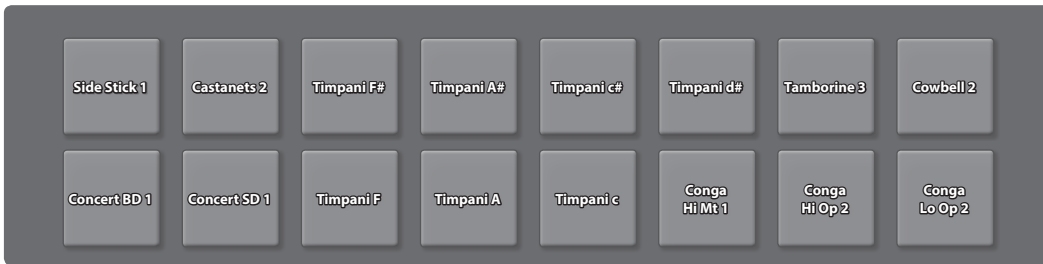 Side Stick 1
Castanets 2
Timpani F#
Timpani A#
Timpani c#
Timpani d#
Tamborine 3
Cowbell 2
Concert BD 1
Concert SD 1
Timpani F
Timpani A
Timpani c
Conga
Hi Mt 1
Conga
Hi Op 2
Conga
Lo Op 2